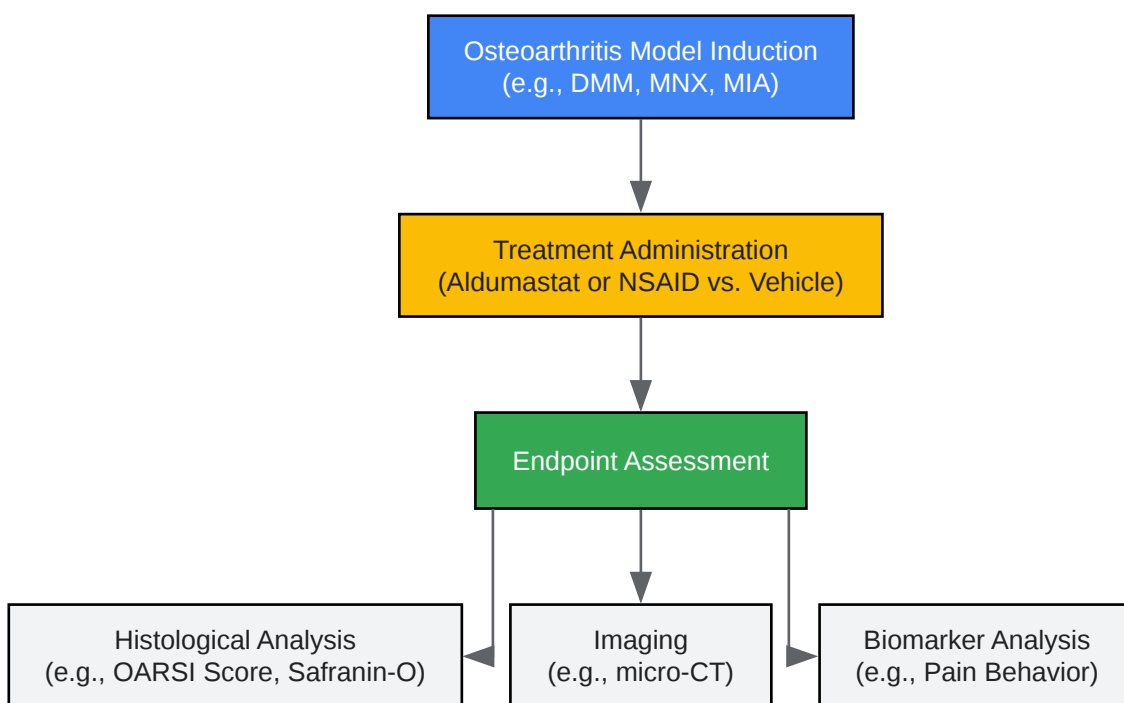 Osteoarthritis Model Induction
(e.g., DMM, MNX, MIA)
Treatment Administration
(Aldumastat or NSAID vs. Vehicle)
Endpoint Assessment
Histological Analysis
(e.g., OARSI Score, Safranin-O)
Imaging
(e.g., micro-CT)
Biomarker Analysis
(e.g., Pain Behavior)